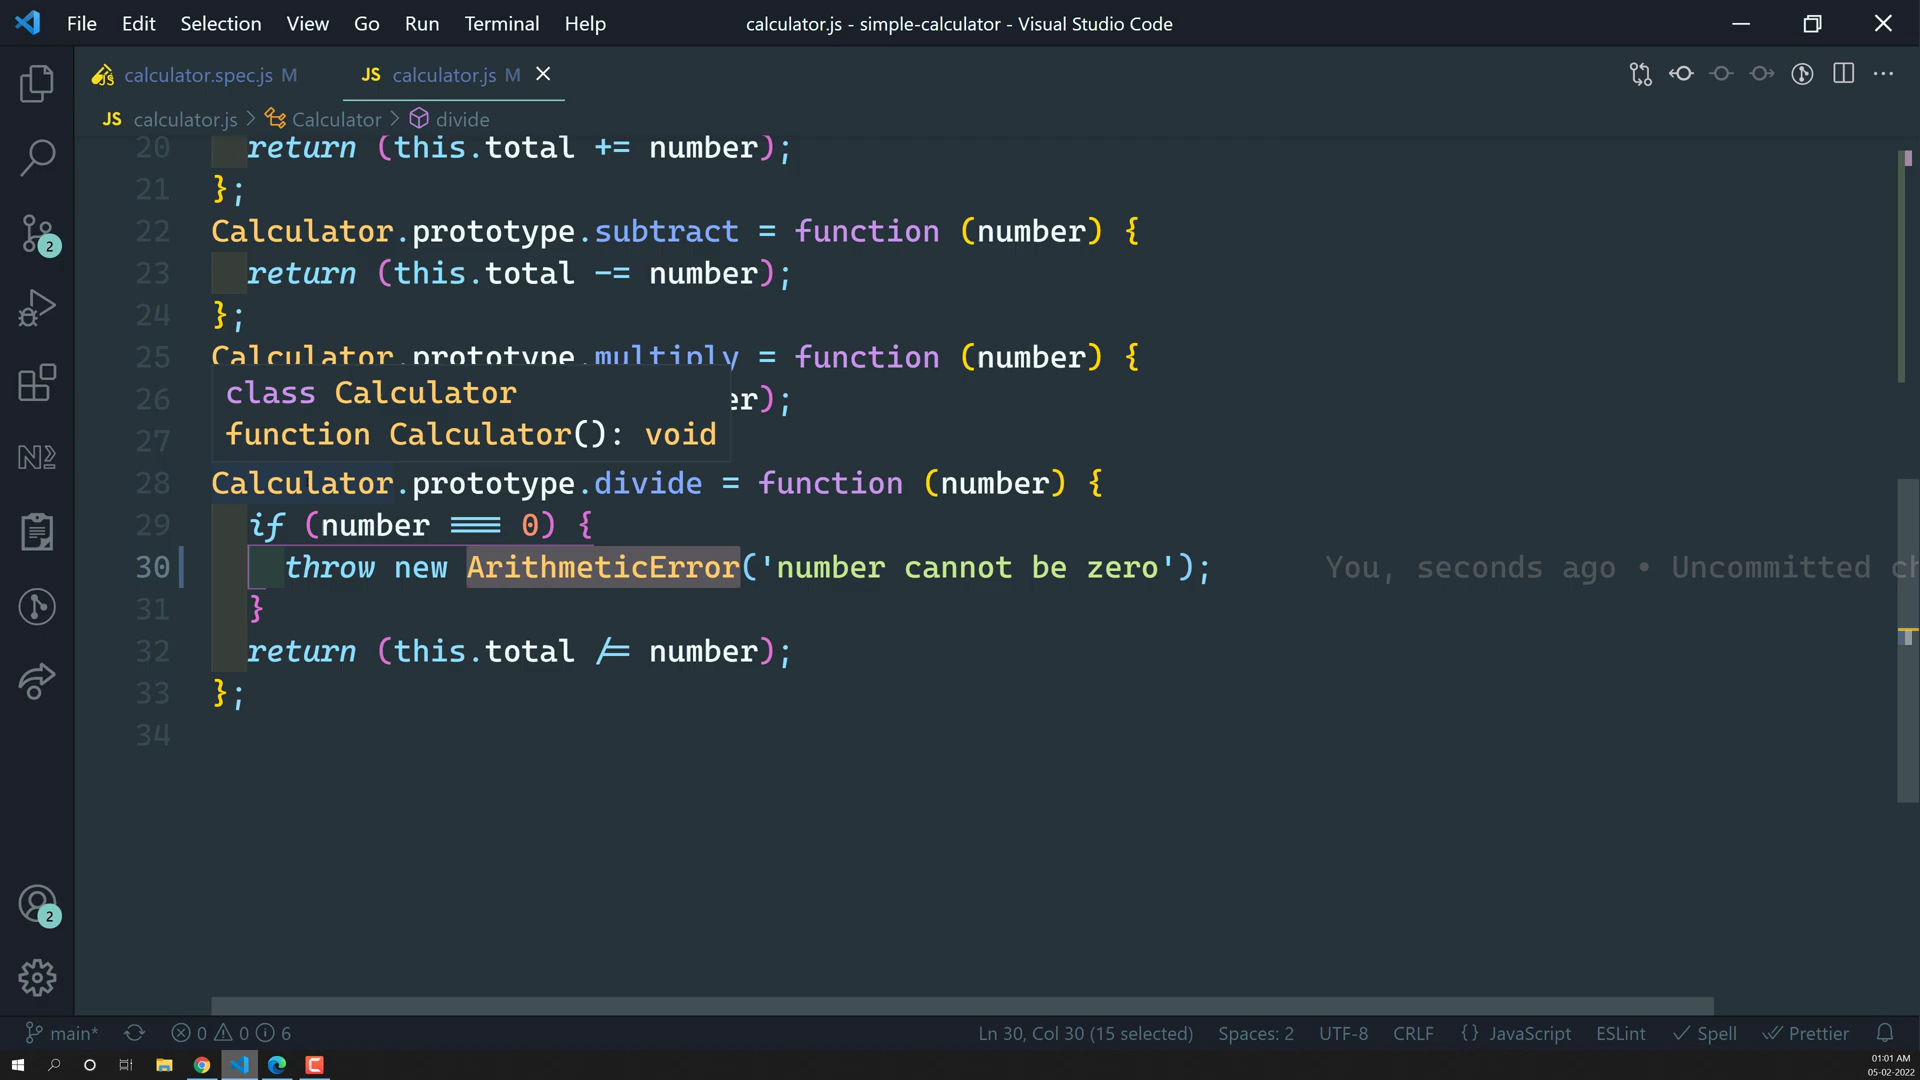 File Edit Selection View Go Run Terminal Help calculator.js - simple-calculator - Visual Studio Code
calculator.spec.js M JS calculator.js M
JS calculator.js > Calculator > divide
20 return (this.total += number);
21 };
22 Calculator.prototype.subtract = function (number) {
23 return (this.total -= number);
24 };
25 Calculator.prototype.multiply = function (number) {
class Calculator
26 er);
function Calculator(): void
27
28 Calculator.prototype.divide = function (number) {
29 if (number === 0) {
30 throw new ArithmeticError('number cannot be zero'); You, seconds ago • Uncommitted ch
31 }
32 return (this.total /= number);
33 };
34
2
2
main* 0 0 6 Ln 30, Col 30 (15 selected) Spaces: 2 UTF-8 CRLF {} JavaScript ESLint Spell Prettier
01:01 AM
05-02-2022